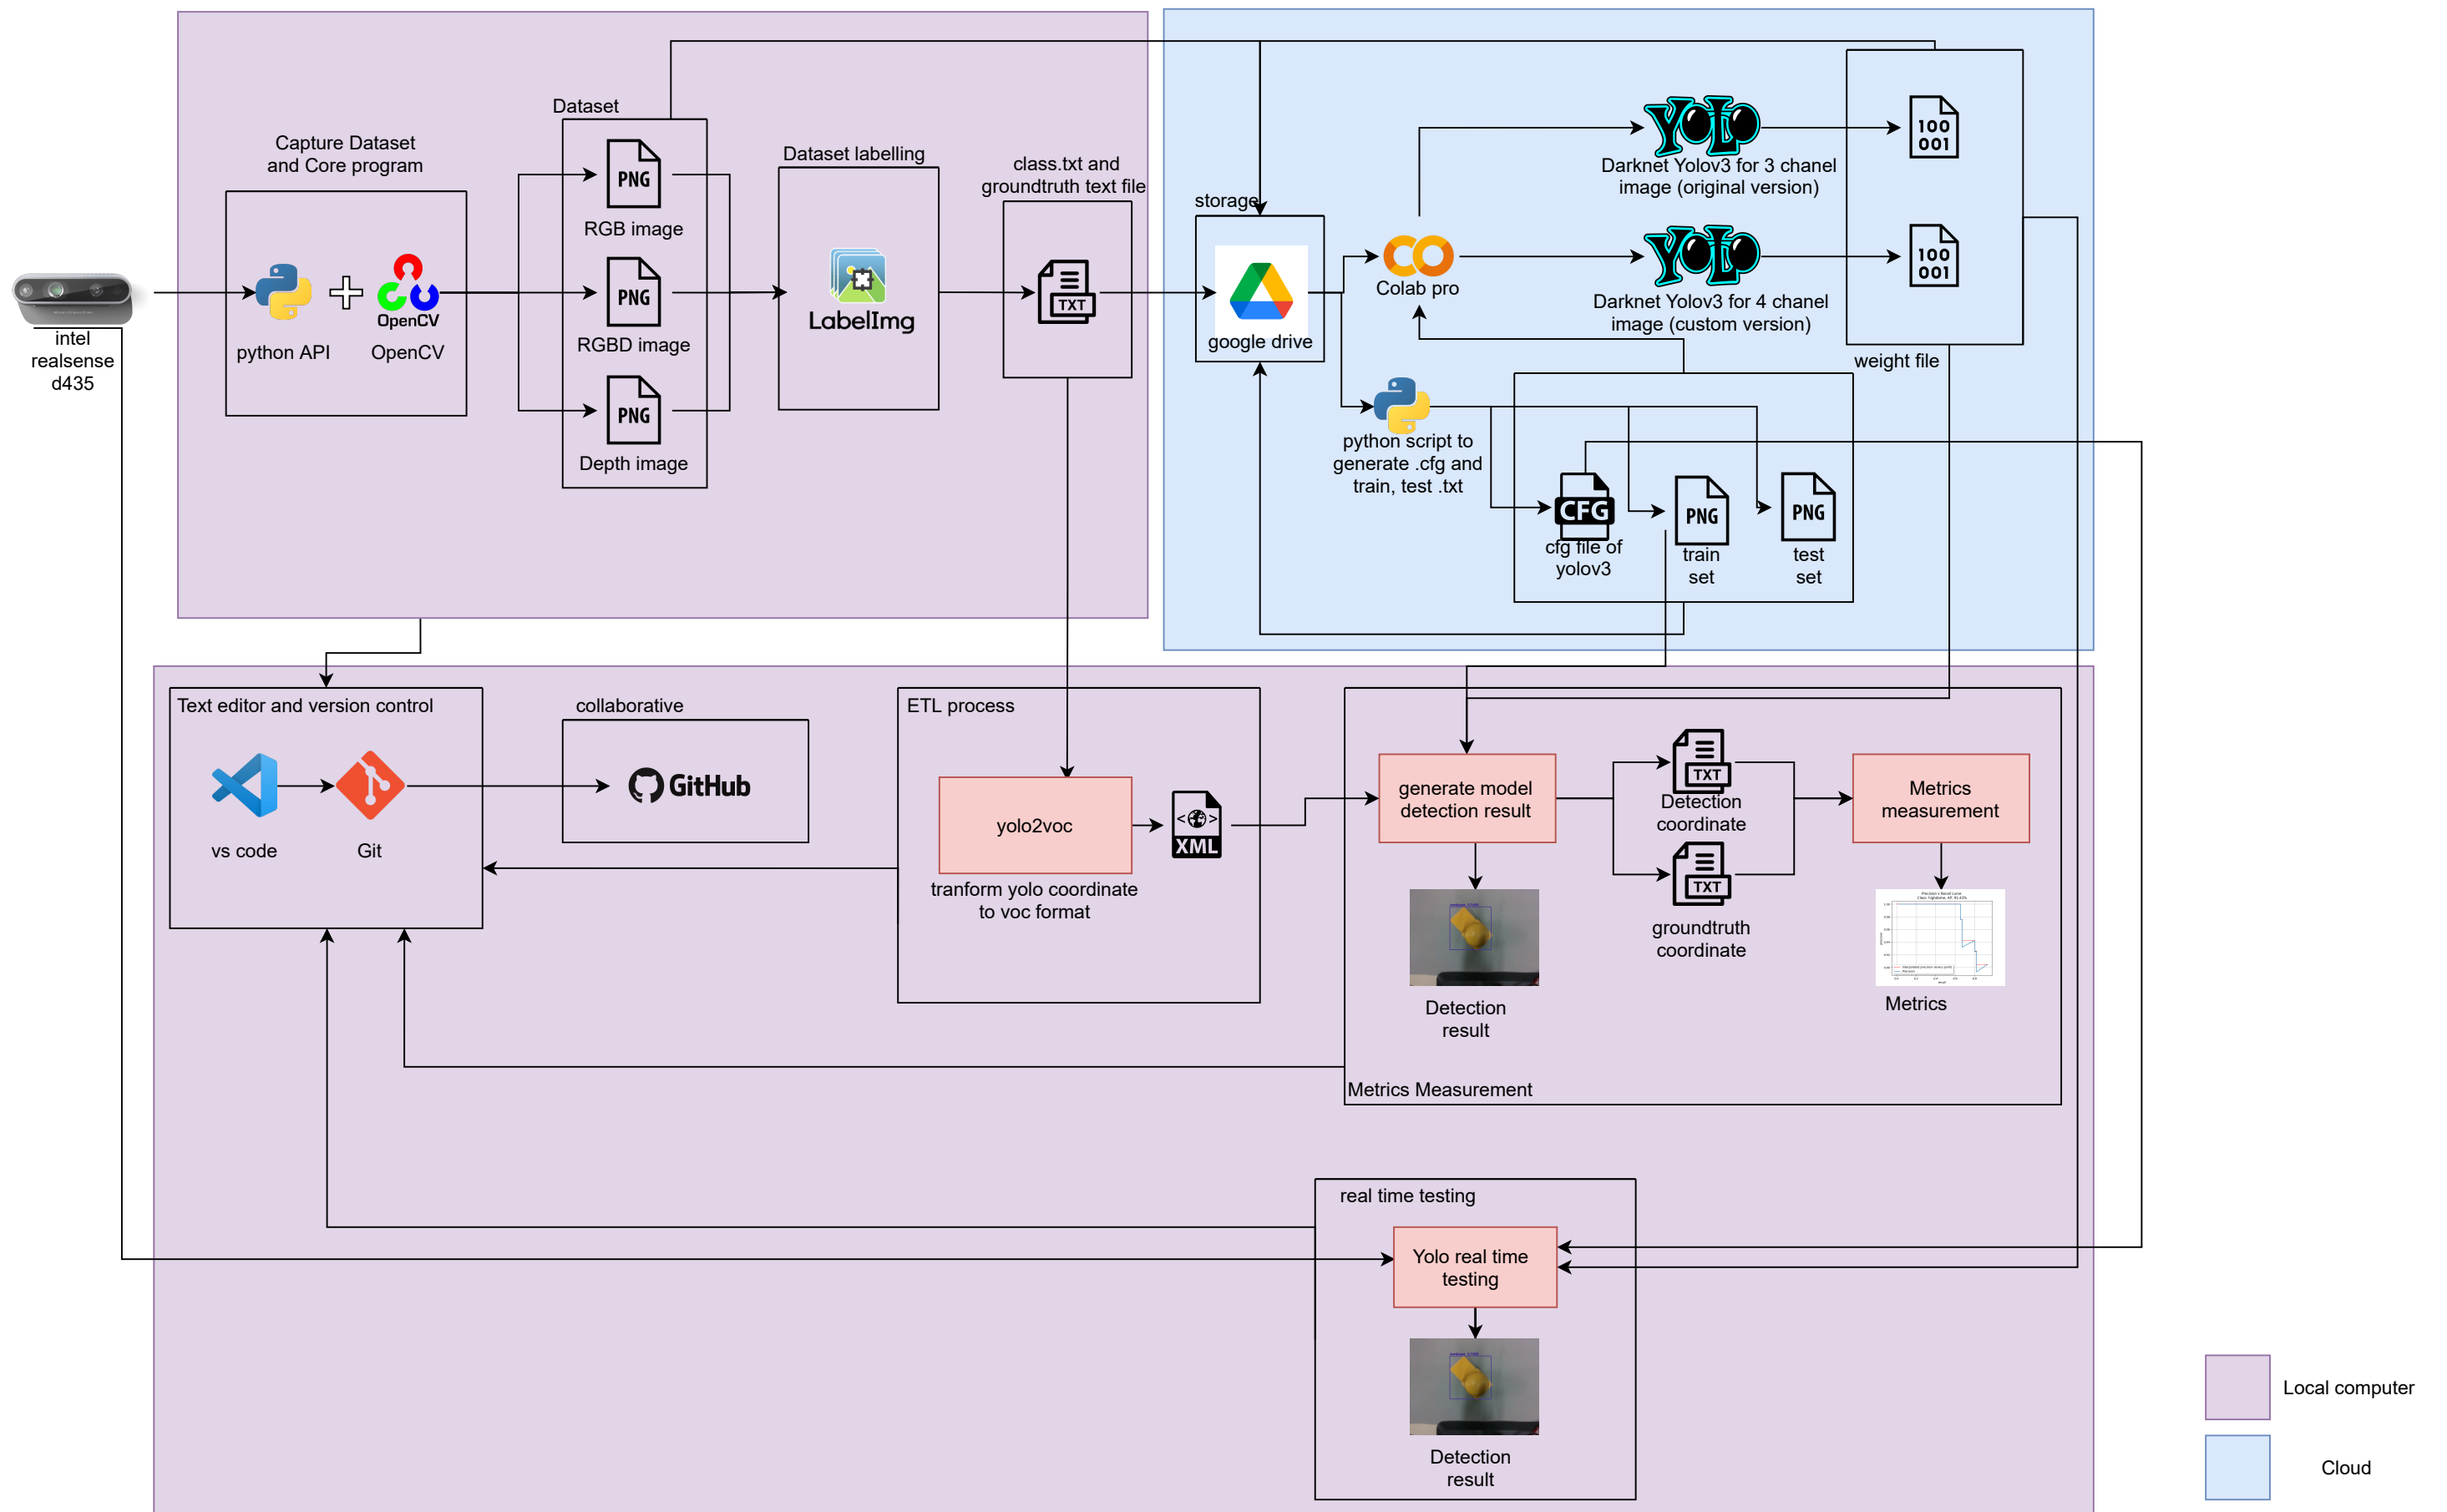 Capture Dataset
and Core program
python API
OpenCV
OpenCV
intel
realsense
d435
Dataset
PNG
RGB image
PNG
RGBD image
PNG
Depth image
Dataset labelling
LabelImg
class.txt and
groundtruth text file
TXT
storage
google drive
Colab pro
YOLO
Darknet Yolov3 for 3 chanel
image (original version)
YOLO
Darknet Yolov3 for 4 chanel
image (custom version)
100
001
100
001
weight file
python script to
generate .cfg and
train, test .txt
CFG
cfg file of
yolov3
PNG
train
set
PNG
test
set
Text editor and version control
vs code
Git
collaborative
GitHub
ETL process
yolo2voc
tranform yolo coordinate
to voc format
XML
generate model
detection result
Detection
result
TXT
Detection
coordinate
TXT
groundtruth
coordinate
Metrics
measurement
Metrics
Metrics Measurement
real time testing
Yolo real time
testing
Detection
result
Local computer
Cloud